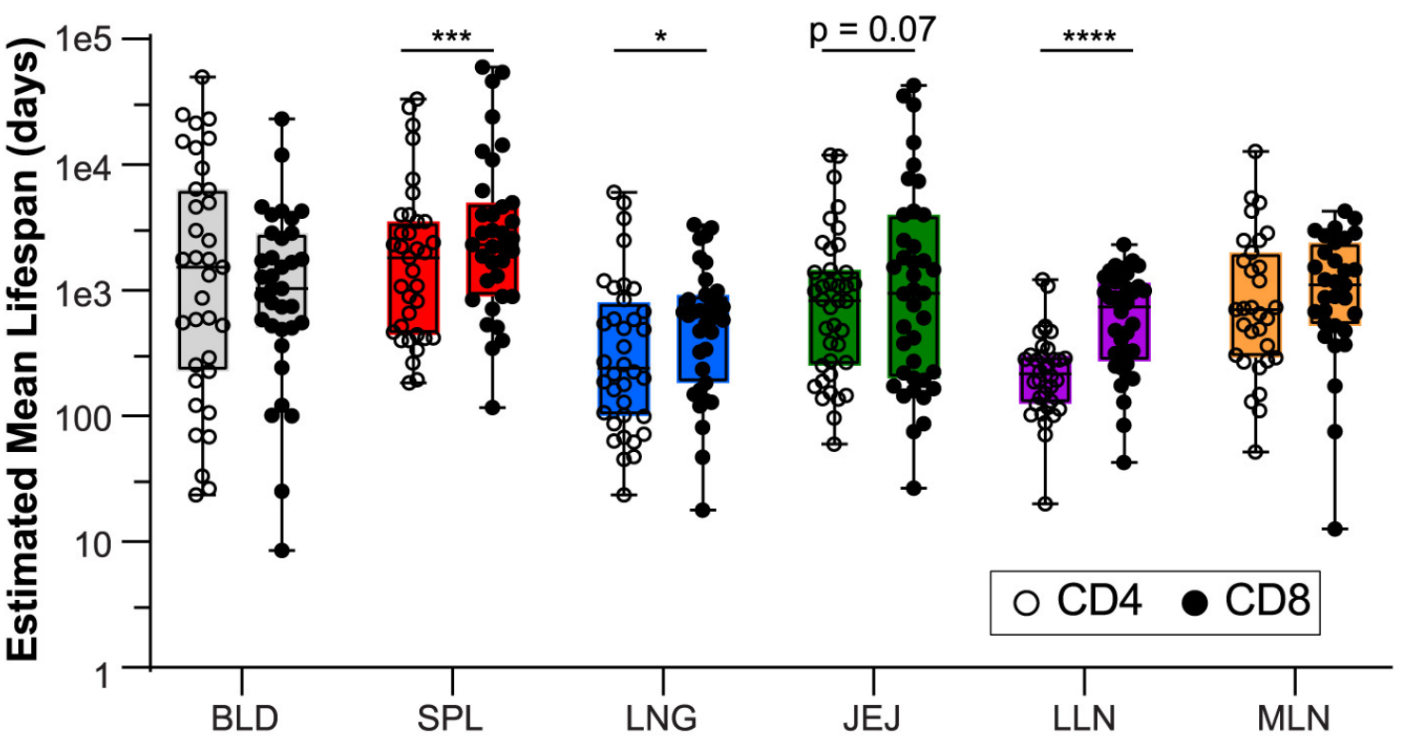 Estimated Mean Lifespan (days)
1e5
1e4
1e3
100
10
1
***
*
p = 0.07
****
CD4 CD8
BLD SPL LNG JEJ LLN MLN